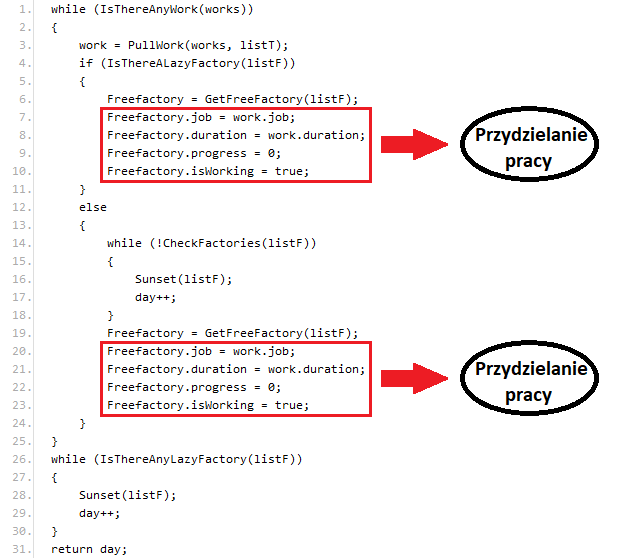 1. while (IsThereAnyWork(works))
2. {
3. work = PullWork(works, listT);
4. if (IsThereALazyFactory(listF))
5. {
6. Freefactory = GetFreeFactory(listF);
7. Freefactory.job = work.job;
8. Freefactory.duration = work.duration;
9. Freefactory.progress = 0;
10. Freefactory.isWorking = true;
Przydzielanie
pracy
11. }
12. else
13. {
14. while (!CheckFactories(listF))
15. {
16. Sunset(listF);
17. day++;
18. }
19. Freefactory = GetFreeFactory(listF);
20. Freefactory.job = work.job;
21. Freefactory.duration = work.duration;
22. Freefactory.progress = 0;
23. Freefactory.isWorking = true;
Przydzielanie
pracy
24. }
25. }
26. while (IsThereAnyLazyFactory(listF))
27. {
28. Sunset(listF);
29. day++;
30. }
31. return day;